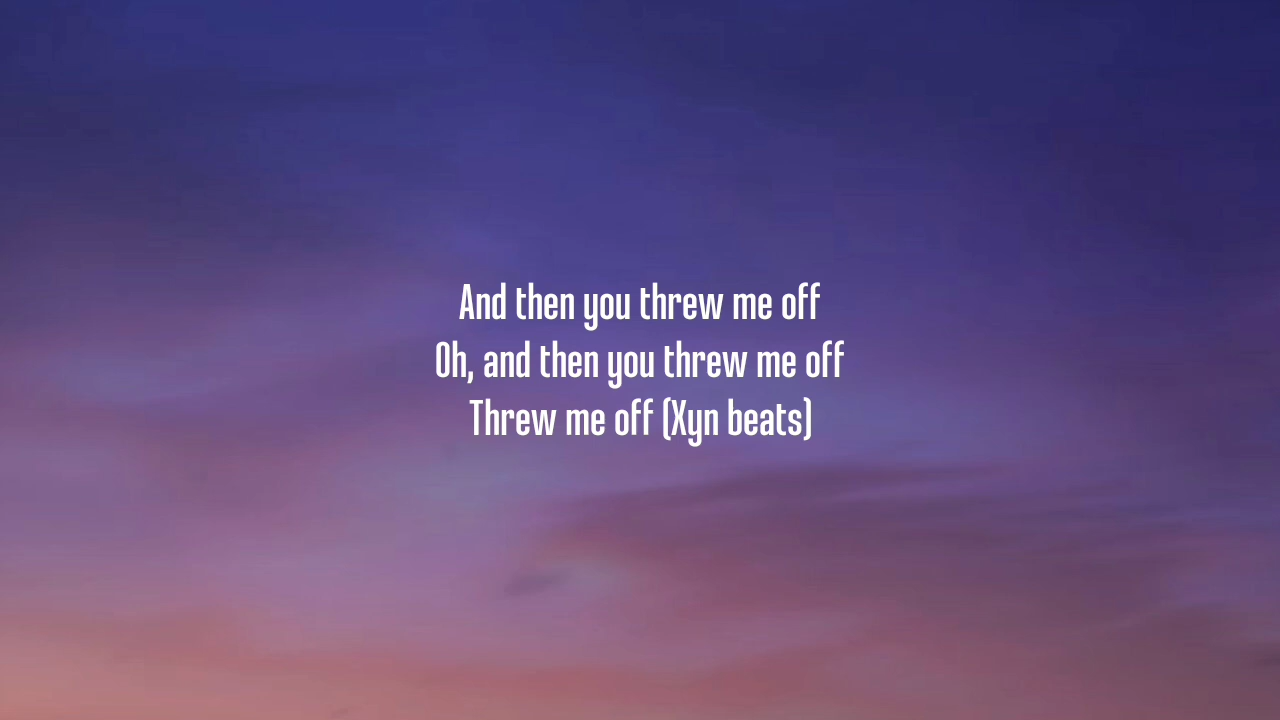 And then you threw me off
Oh, and then you threw me off
Threw me off (Xyn beats)